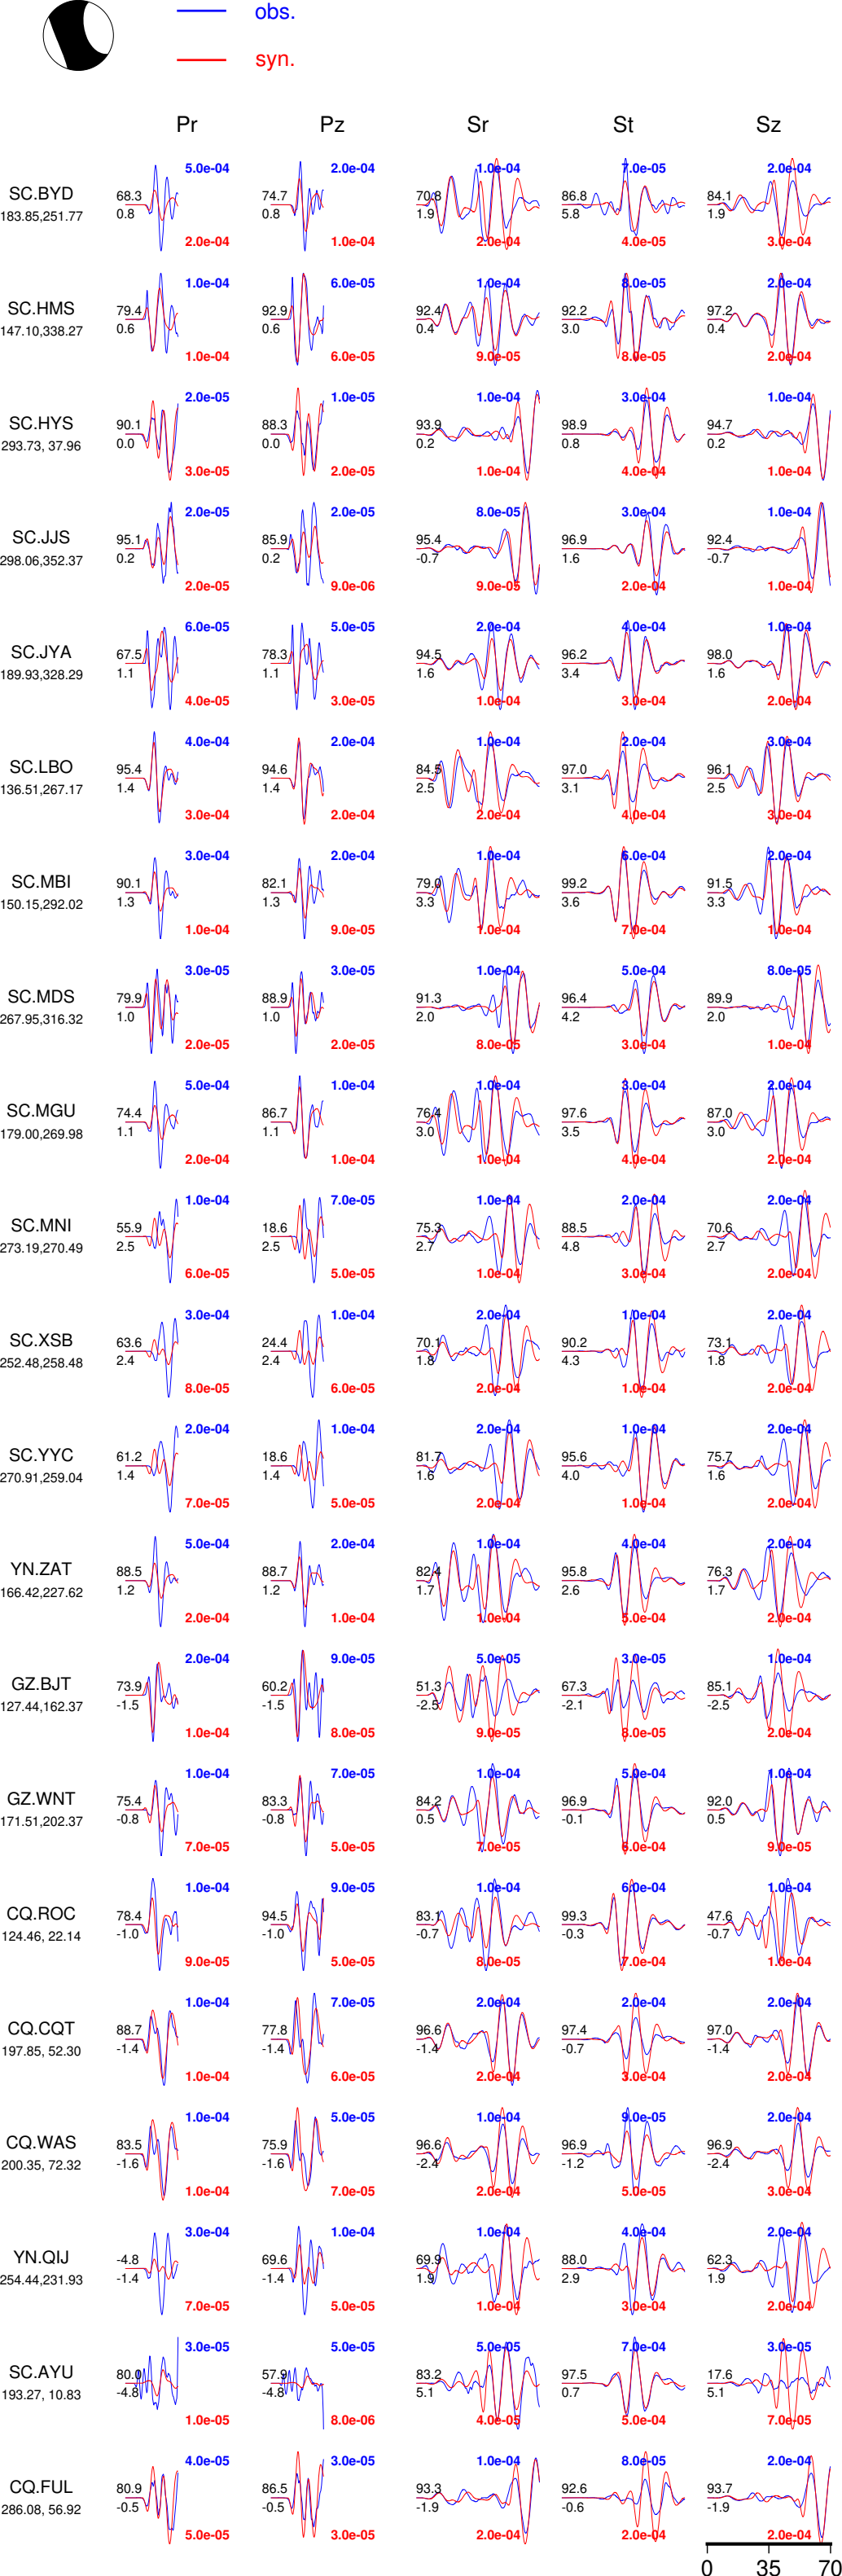 obs.
syn.
Pr Pz Sr St Sz
5.0e-04 2.0e-04 1.0e-04 7.0e-05 2.0e-04
SC.BYD 68.3 74.7 70.8 86.8 84.1
183.85,251.77 0.8 0.8 1.9 5.8 1.9
2.0e-04 1.0e-04 2.0e-04 4.0e-05 3.0e-04
1.0e-04 6.0e-05 1.0e-04 8.0e-05 2.0e-04
SC.HMS 79.4 92.9 92.4 92.2 97.2
147.10,338.27 0.6 0.6 0.4 3.0 0.4
1.0e-04 6.0e-05 9.0e-05 8.0e-05 2.0e-04
2.0e-05 1.0e-05 1.0e-04 3.0e-04 1.0e-04
SC.HYS 90.1 88.3 93.9 98.9 94.7
293.73, 37.96 0.0 0.0 0.2 0.8 0.2
3.0e-05 2.0e-05 1.0e-04 4.0e-04 1.0e-04
2.0e-05 2.0e-05 8.0e-05 3.0e-04 1.0e-04
SC.JJS 95.1 85.9 95.4 96.9 92.4
298.06,352.37 0.2 0.2 -0.7 1.6 -0.7
2.0e-05 9.0e-06 9.0e-05 2.0e-04 1.0e-04
6.0e-05 5.0e-05 2.0e-04 4.0e-04 1.0e-04
SC.JYA 67.5 78.3 94.5 96.2 98.0
189.93,328.29 1.1 1.1 1.6 3.4 1.6
4.0e-05 3.0e-05 1.0e-04 3.0e-04 2.0e-04
4.0e-04 2.0e-04 1.0e-04 2.0e-04 3.0e-04
SC.LBO 95.4 94.6 84.5 97.0 96.1
136.51,267.17 1.4 1.4 2.5 3.1 2.5
3.0e-04 2.0e-04 2.0e-04 4.0e-04 3.0e-04
3.0e-04 2.0e-04 1.0e-04 6.0e-04 2.0e-04
SC.MBI 90.1 82.1 79.0 99.2 91.5
150.15,292.02 1.3 1.3 3.3 3.6 3.3
1.0e-04 9.0e-05 1.0e-04 7.0e-04 1.0e-04
3.0e-05 3.0e-05 1.0e-04 5.0e-04 8.0e-05
SC.MDS 79.9 88.9 91.3 96.4 89.9
267.95,316.32 1.0 1.0 2.0 4.2 2.0
2.0e-05 2.0e-05 8.0e-05 3.0e-04 1.0e-04
5.0e-04 1.0e-04 1.0e-04 3.0e-04 2.0e-04
SC.MGU 74.4 86.7 76.4 97.6 87.0
179.00,269.98 1.1 1.1 3.0 3.5 3.0
2.0e-04 1.0e-04 1.0e-04 4.0e-04 2.0e-04
1.0e-04 7.0e-05 1.0e-04 2.0e-04 2.0e-04
SC.MNI 55.9 18.6 75.3 88.5 70.6
273.19,270.49 2.5 2.5 2.7 4.8 2.7
6.0e-05 5.0e-05 1.0e-04 3.0e-04 2.0e-04
3.0e-04 1.0e-04 2.0e-04 1.0e-04 2.0e-04
SC.XSB 63.6 24.4 70.1 90.2 73.1
252.48,258.48 2.4 2.4 1.8 4.3 1.8
8.0e-05 6.0e-05 2.0e-04 1.0e-04 2.0e-04
2.0e-04 1.0e-04 2.0e-04 1.0e-04 2.0e-04
SC.YYC 61.2 18.6 81.7 95.6 75.7
270.91,259.04 1.4 1.4 1.6 4.0 1.6
7.0e-05 5.0e-05 2.0e-04 1.0e-04 2.0e-04
5.0e-04 2.0e-04 1.0e-04 4.0e-04 2.0e-04
YN.ZAT 88.5 88.7 82.4 95.8 76.3
166.42,227.62 1.2 1.2 1.7 2.6 1.7
2.0e-04 1.0e-04 1.0e-04 5.0e-04 2.0e-04
2.0e-04 9.0e-05 5.0e-05 3.0e-05 1.0e-04
GZ.BJT 73.9 60.2 51.3 67.3 85.1
127.44,162.37 -1.5 -1.5 -2.5 -2.1 -2.5
1.0e-04 8.0e-05 9.0e-05 8.0e-05 2.0e-04
1.0e-04 7.0e-05 1.0e-04 5.0e-04 1.0e-04
GZ.WNT 75.4 83.3 84.2 96.9 92.0
171.51,202.37 -0.8 -0.8 0.5 -0.1 0.5
7.0e-05 5.0e-05 7.0e-05 6.0e-04 9.0e-05
1.0e-04 9.0e-05 1.0e-04 6.0e-04 1.0e-04
CQ.ROC 78.4 94.5 83.1 99.3 47.6
124.46, 22.14 -1.0 -1.0 -0.7 -0.3 -0.7
9.0e-05 5.0e-05 8.0e-05 7.0e-04 1.0e-04
1.0e-04 7.0e-05 2.0e-04 2.0e-04 2.0e-04
CQ.CQT 88.7 77.8 96.6 97.4 97.0
197.85, 52.30 -1.4 -1.4 -1.4 -0.7 -1.4
1.0e-04 6.0e-05 2.0e-04 3.0e-04 2.0e-04
1.0e-04 5.0e-05 1.0e-04 9.0e-05 2.0e-04
CQ.WAS 83.5 75.9 96.6 96.9 96.9
200.35, 72.32 -1.6 -1.6 -2.4 -1.2 -2.4
1.0e-04 7.0e-05 2.0e-04 5.0e-05 3.0e-04
3.0e-04 1.0e-04 1.0e-04 4.0e-04 2.0e-04
YN.QIJ -4.8 69.6 69.9 88.0 62.3
254.44,231.93 -1.4 -1.4 1.9 2.9 1.9
7.0e-05 5.0e-05 1.0e-04 3.0e-04 2.0e-04
3.0e-05 5.0e-05 5.0e-05 7.0e-04 3.0e-05
SC.AYU 80.0 57.9 83.2 97.5 17.6
193.27, 10.83 -4.8 -4.8 5.1 0.7 5.1
1.0e-05 8.0e-06 4.0e-05 5.0e-04 7.0e-05
4.0e-05 3.0e-05 1.0e-04 8.0e-05 2.0e-04
CQ.FUL 80.9 86.5 93.3 92.6 93.7
286.08, 56.92 -0.5 -0.5 -1.9 -0.6 -1.9
5.0e-05 3.0e-05 2.0e-04 2.0e-04 2.0e-04
0 35 70